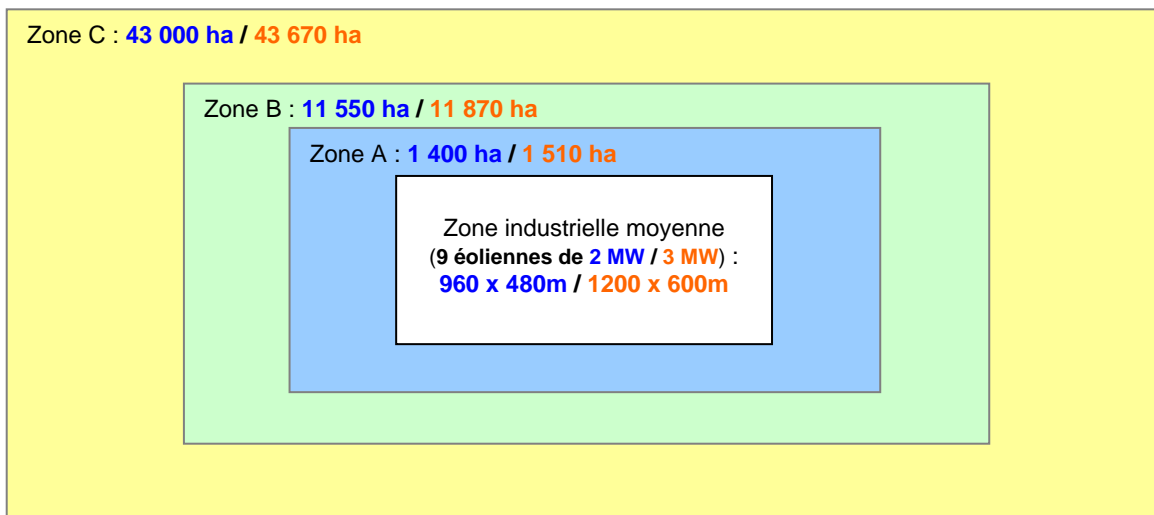 Zone C : 43 000 ha / 43 670 ha
Zone B : 11 550 ha / 11 870 ha
Zone A : 1 400 ha / 1 510 ha
Zone industrielle moyenne
(9 éoliennes de 2 MW / 3 MW) :
960 x 480m / 1200 x 600m